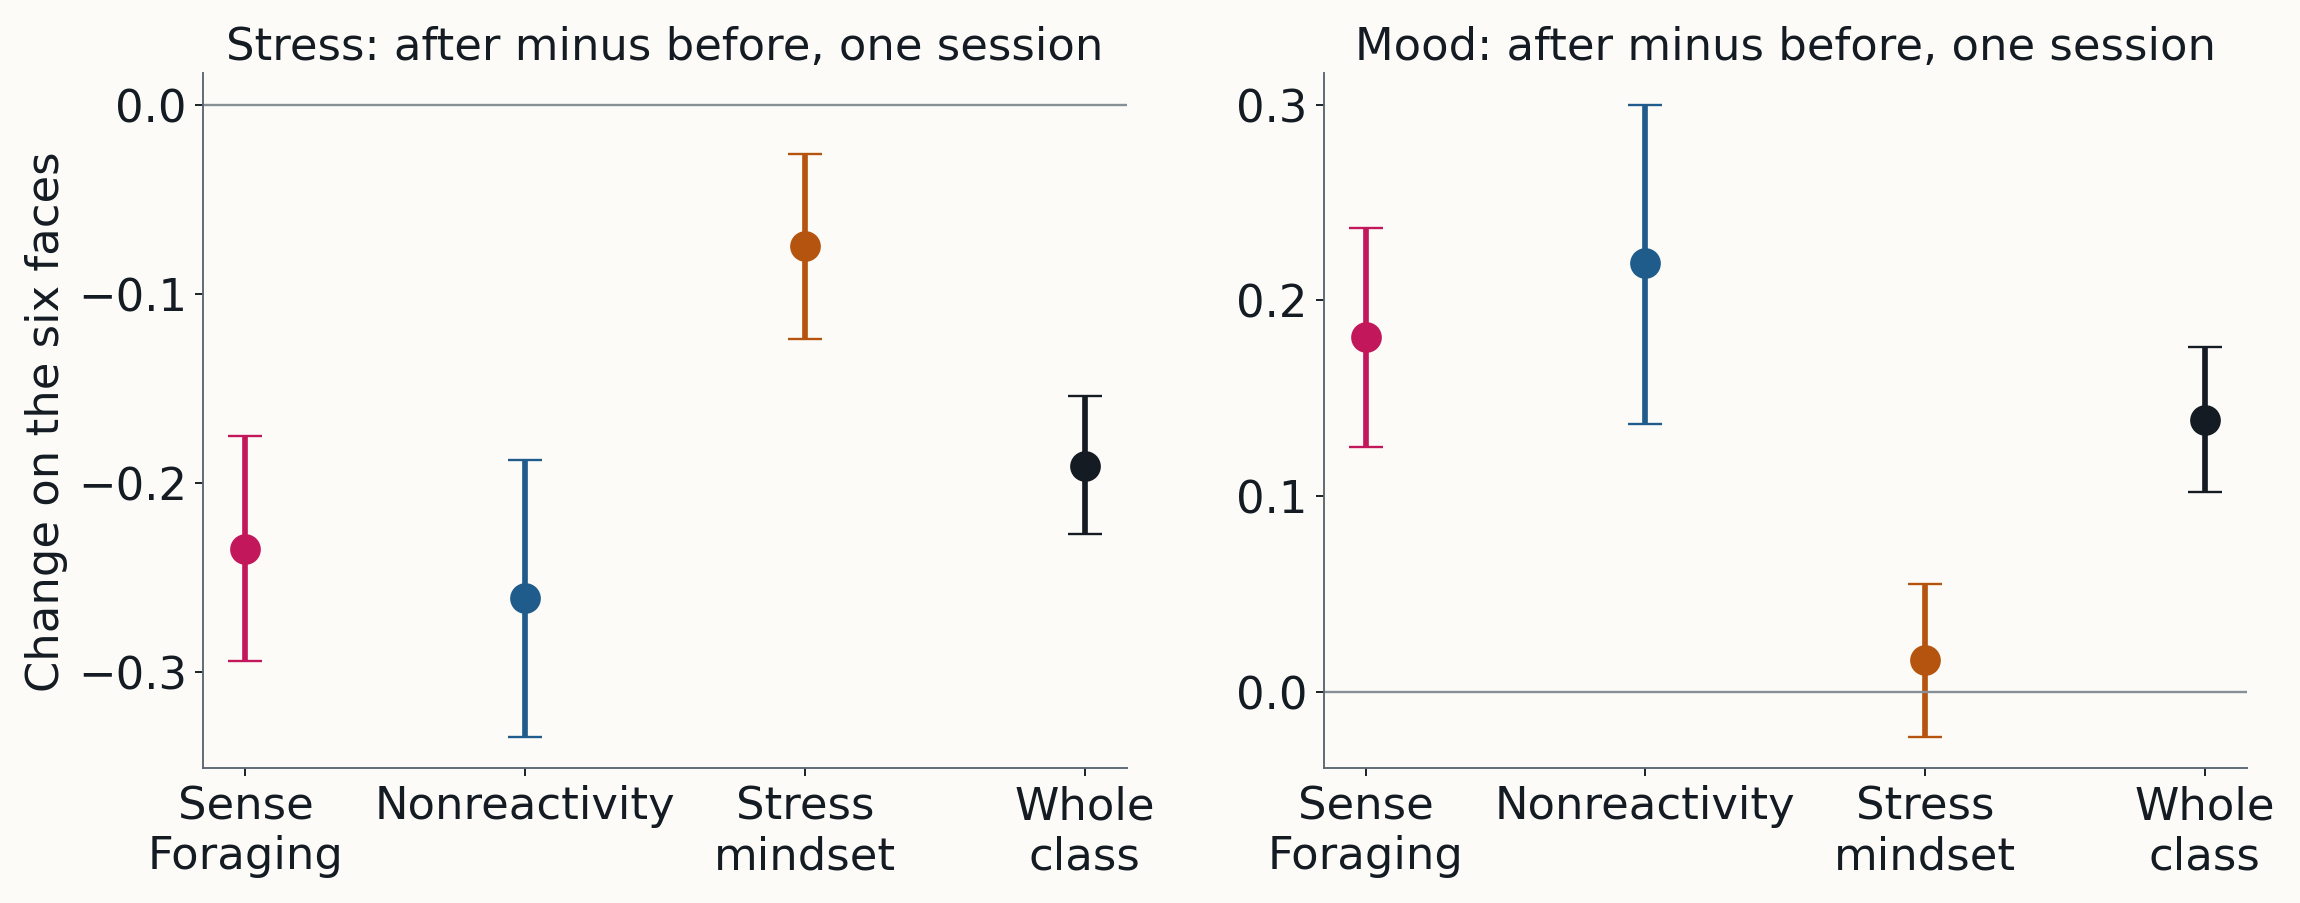 Stress: after minus before, one session
Change on the six faces
0.0
−0.1
−0.2
−0.3
Sense
Foraging
Nonreactivity
Stress
mindset
Whole
class
Mood: after minus before, one session
0.3
0.2
0.1
0.0
Sense
Foraging
Nonreactivity
Stress
mindset
Whole
class